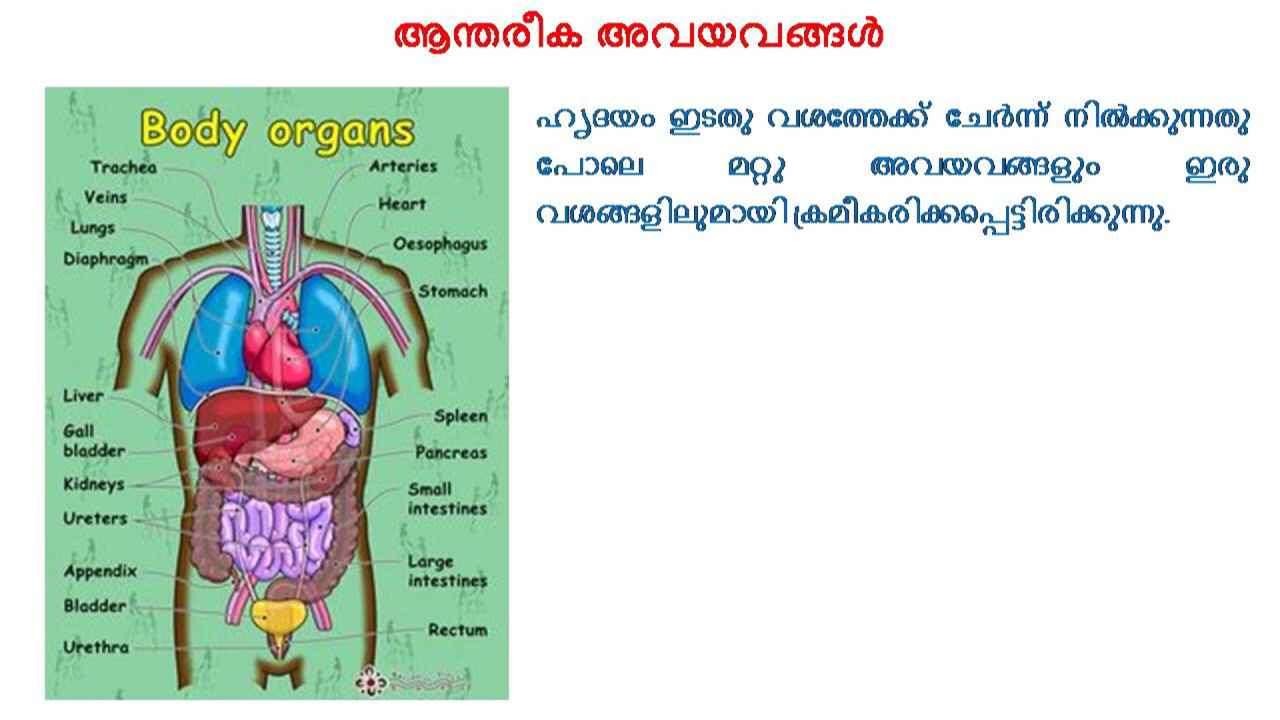 ആന്തരീക അവയവങ്ങൾ
Body organs
Trachea
Veins
Lungs
Diaphragm
Liver
Gall
bladder
Kidneys
Ureters
Appendix
Bladder
Urethra
Arteries
Heart
Oesophagus
Stomach
Spleen
Pancreas
Small
intestines
Large
intestines
Rectum
ഹൃദയം ഇടതു വശത്തേക്ക് ചേർന്ന് നിൽക്കുന്നതു
പോലെ മറ്റു അവയവങ്ങളും ഇരു
വശങ്ങളിലുമായി ക്രമീകരിക്കപ്പെട്ടിരിക്കുന്നു.